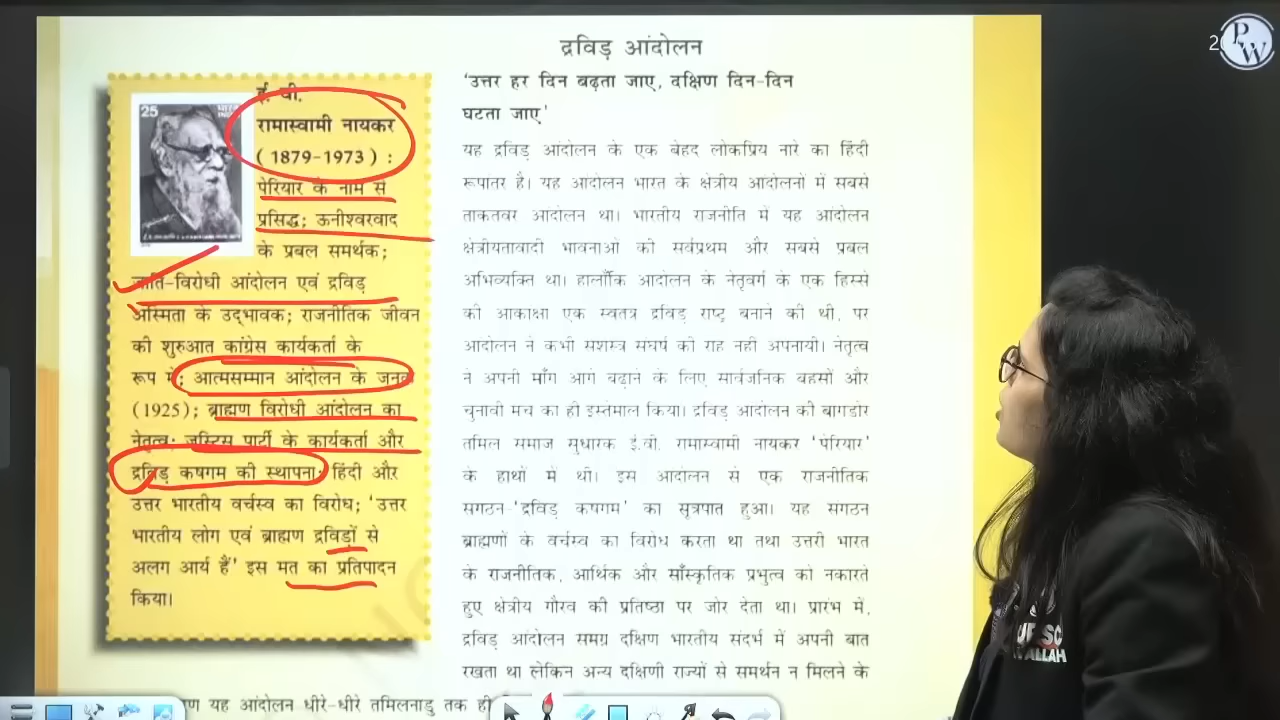 द्रविड़ आंदोलन
25
ई. वी.
रामास्वामी नायकर
(1879-1973) :
पेरियार के नाम से
प्रसिद्ध; ऊनीश्वरवाद
के प्रबल समर्थक;
जाति-विरोधी आंदोलन एवं द्रविड़
अस्मिता के उद्भावक; राजनीतिक जीवन
की शुरुआत कांग्रेस कार्यकर्ता के
रूप में; आत्मसम्मान आंदोलन के जनक
(1925); ब्राह्मण विरोधी आंदोलन का
नेतृत्व; जस्टिस पार्टी के कार्यकर्ता और
द्रविड़ कषगम की स्थापना; हिंदी और
उत्तर भारतीय वर्चस्व का विरोध; 'उत्तर
भारतीय लोग एवं ब्राह्मण द्रविड़ों से
अलग आर्य हैं' इस मत का प्रतिपादन
किया।
'उत्तर हर दिन बढ़ता जाए, दक्षिण दिन-दिन
घटता जाए'
यह द्रविड़ आंदोलन के एक बेहद लोकप्रिय नारे का हिंदी
रूपांतर है। यह आंदोलन भारत के क्षेत्रीय आंदोलनों में सबसे
ताकतवर आंदोलन था। भारतीय राजनीति में यह आंदोलन
क्षेत्रीयतावादी भावनाओं की सर्वप्रथम और सबसे प्रबल
अभिव्यक्ति था। हालाँकि आंदोलन के नेतृवर्ग के एक हिस्से
की आकांक्षा एक स्वतंत्र द्रविड़ राष्ट्र बनाने की थी, पर
आंदोलन ने कभी सशस्त्र संघर्ष की राह नहीं अपनायी। नेतृत्व
ने अपनी माँग आगे बढ़ाने के लिए सार्वजनिक बहसों और
चुनावी मंच का ही इस्तेमाल किया। द्रविड़ आंदोलन की बागडोर
तमिल समाज सुधारक ई.वी. रामास्वामी नायकर 'पेरियार'
के हाथों में थी। इस आंदोलन से एक राजनीतिक
संगठन-'द्रविड़ कषगम' का सूत्रपात हुआ। यह संगठन
ब्राह्मणों के वर्चस्व का विरोध करता था तथा उत्तरी भारत
के राजनीतिक, आर्थिक और साँस्कृतिक प्रभुत्व को नकारते
हुए क्षेत्रीय गौरव की प्रतिष्ठा पर जोर देता था। प्रारंभ में,
द्रविड़ आंदोलन समग्र दक्षिण भारतीय संदर्भ में अपनी बात
रखता था लेकिन अन्य दक्षिणी राज्यों से समर्थन न मिलने के
यह आंदोलन धीरे-धीरे तमिलनाडु तक ही
PW